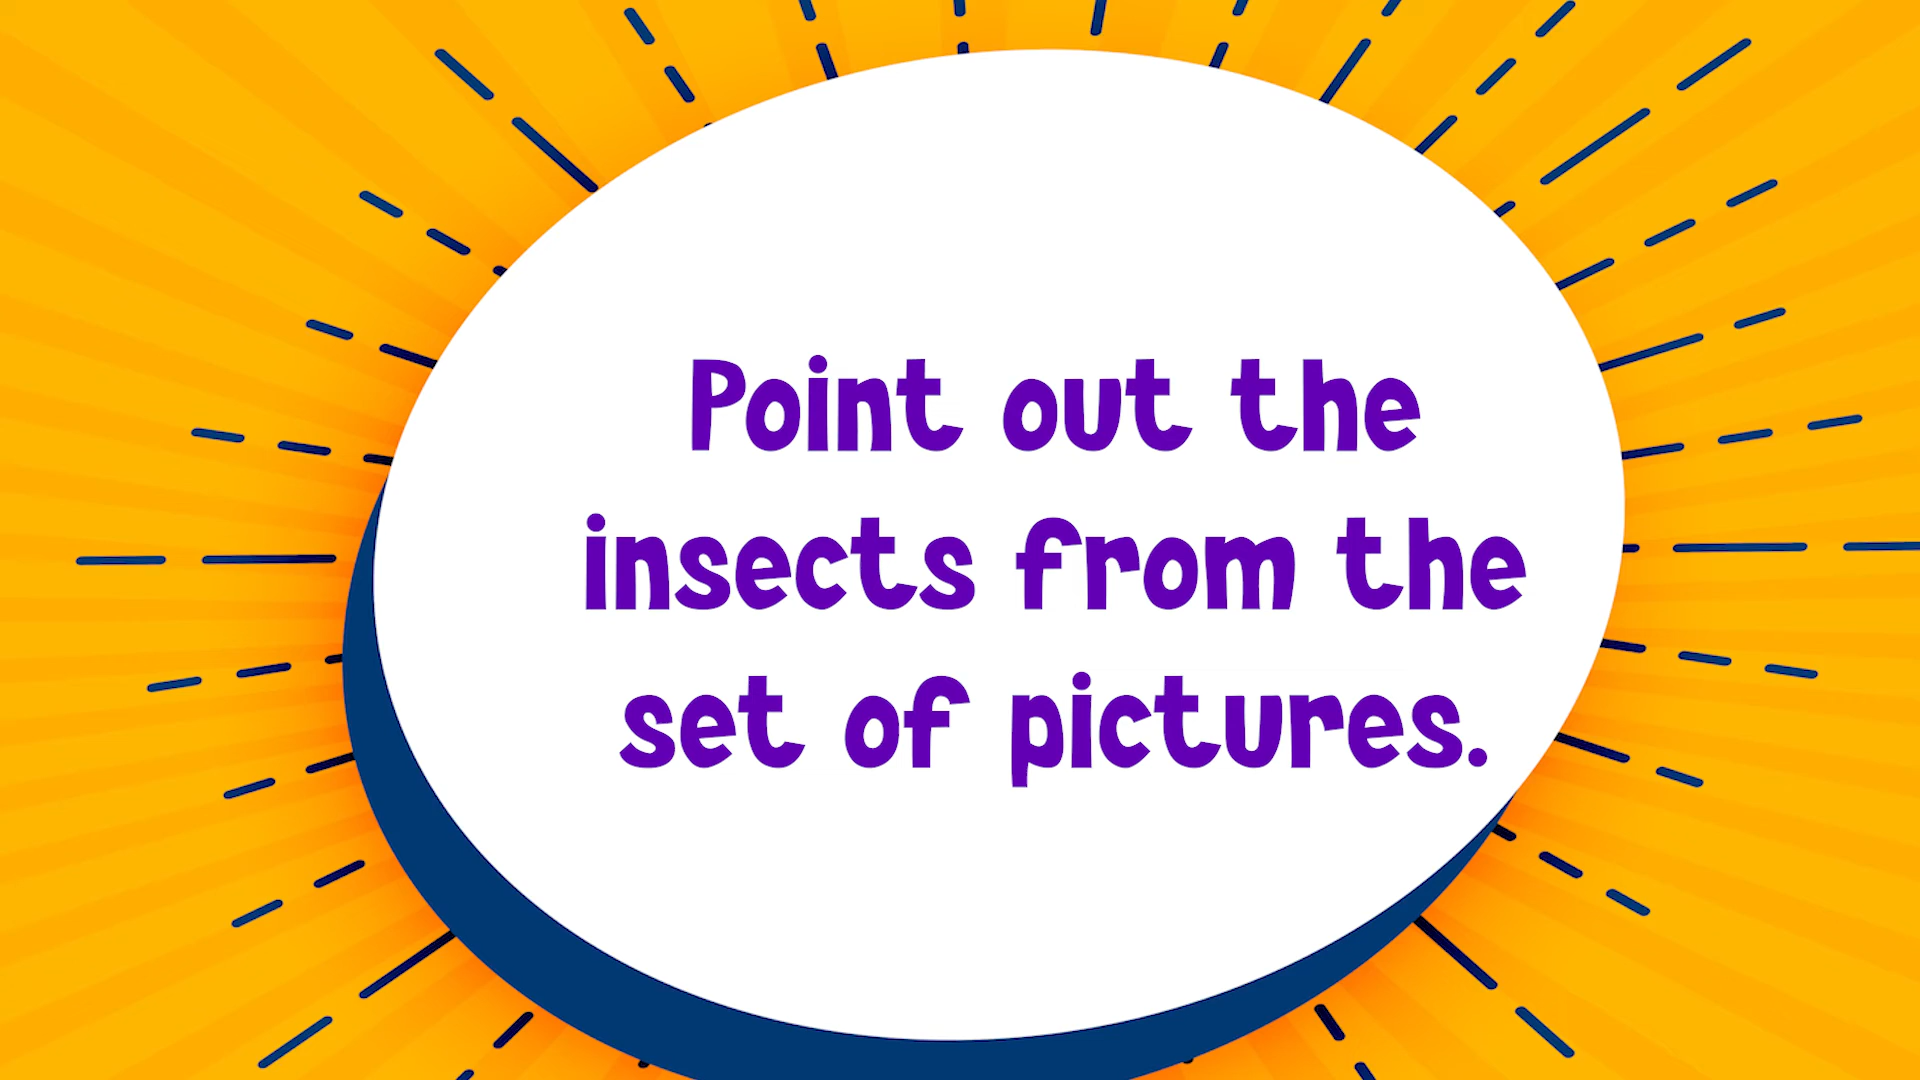 Point out the
insects from the
set of pictures.